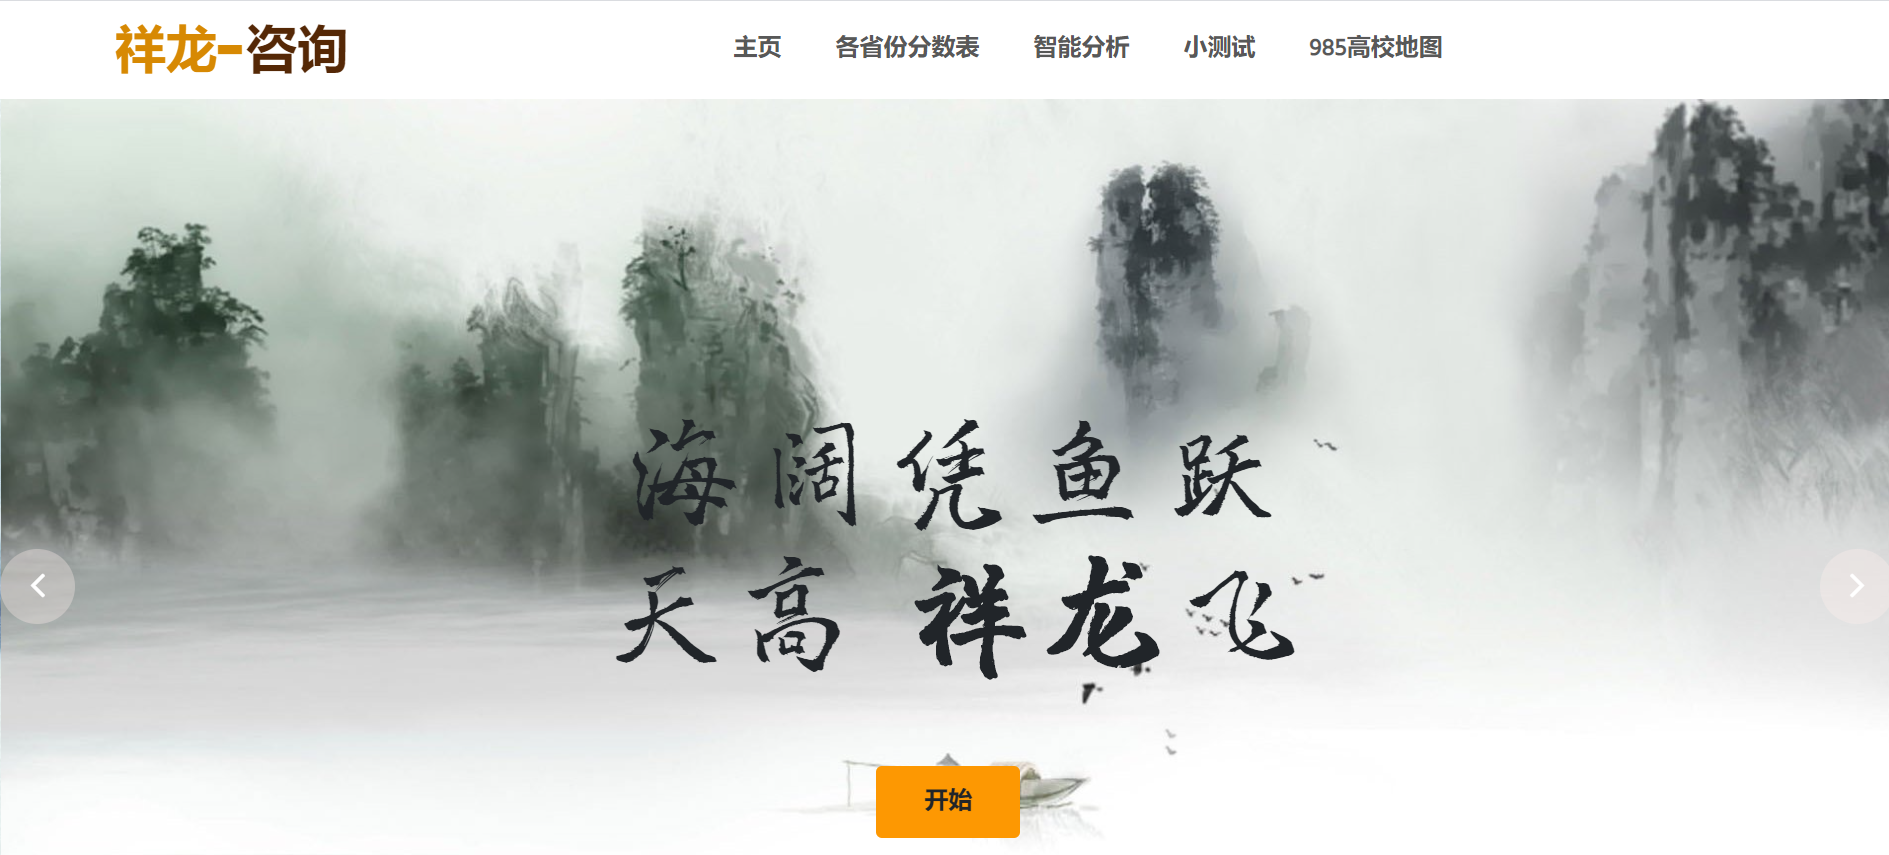 祥龙-咨询
主页 各省份分数表 智能分析 小测试 985高校地图
海阔凭鱼跃
天高祥龙飞
开始